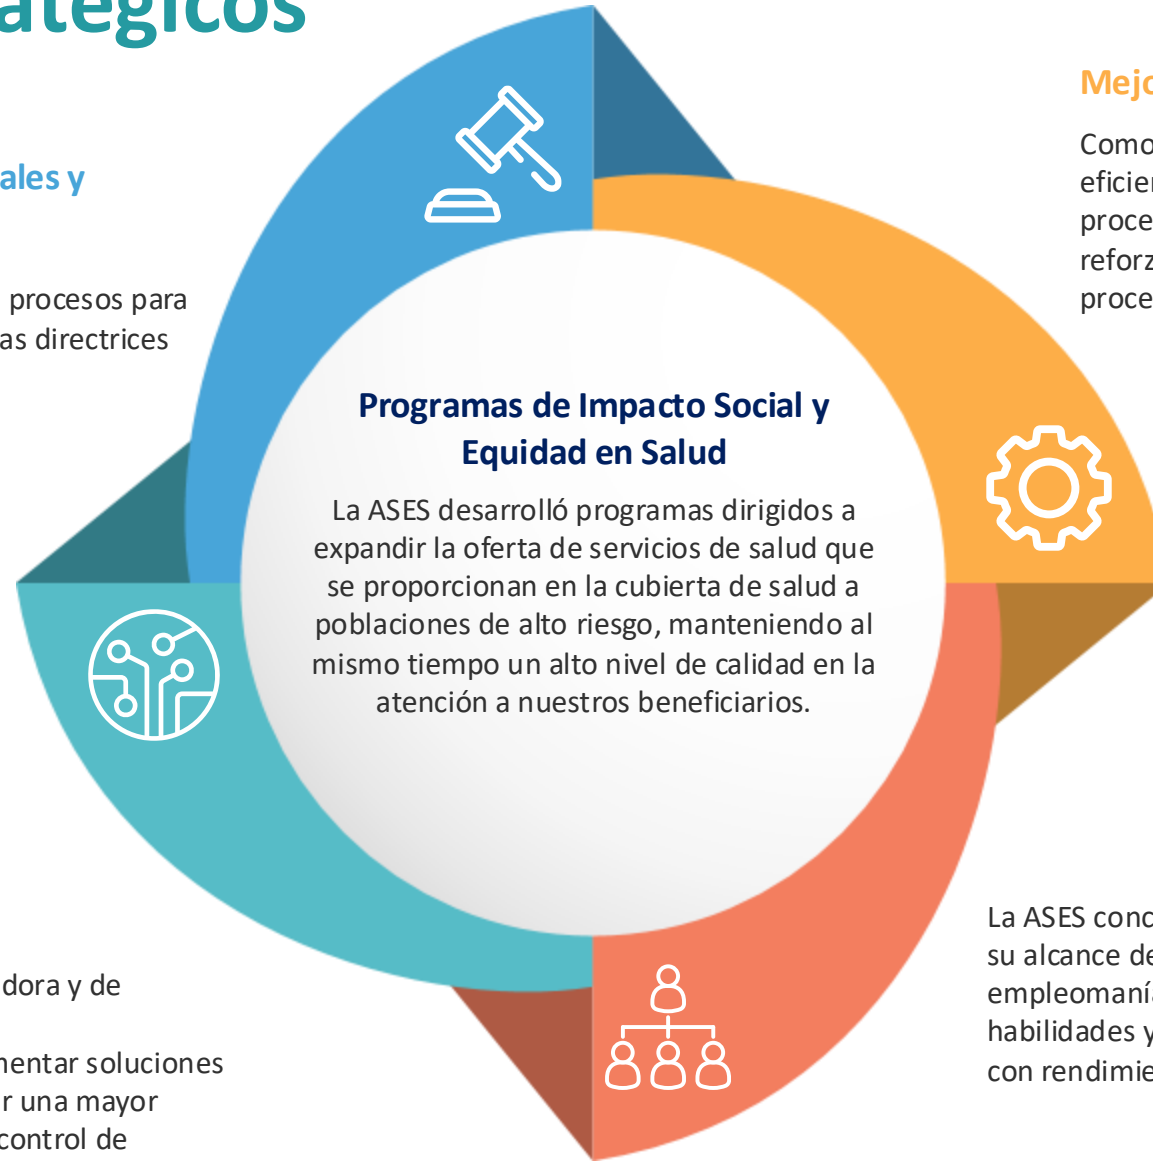 atégicos
ales y
procesos para
as directrices
Mejo
Como
eficien
proce
reforz
proce
Programas de Impacto Social y
Equidad en Salud
La ASES desarrolló programas dirigidos a
expandir la oferta de servicios de salud que
se proporcionan en la cubierta de salud a
poblaciones de alto riesgo, manteniendo al
mismo tiempo un alto nivel de calidad en la
atención a nuestros beneficiarios.
dora y de
mentar soluciones
r una mayor
control de
La ASES conc
su alcance de
empleomanía
habilidades y
con rendimie